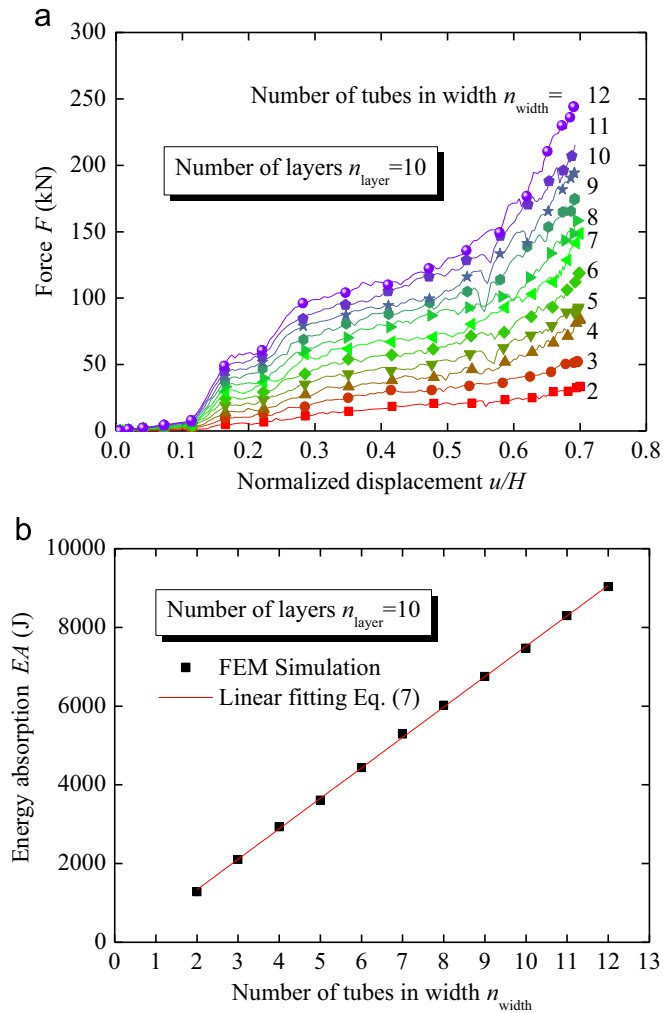 a
300
250
200
150
100
50
0
Force F (kN)
Number of tubes in width n_width= 12
11
10
9
8
7
6
5
4
3
2
Number of layers n_layer=10
0.0 0.1 0.2 0.3 0.4 0.5 0.6 0.7 0.8
Normalized displacement u/H
b
10000
8000
6000
4000
2000
0
Energy absorption EA (J)
Number of layers n_layer=10
FEM Simulation
Linear fitting Eq. (7)
0 1 2 3 4 5 6 7 8 9 10 11 12 13
Number of tubes in width n_width